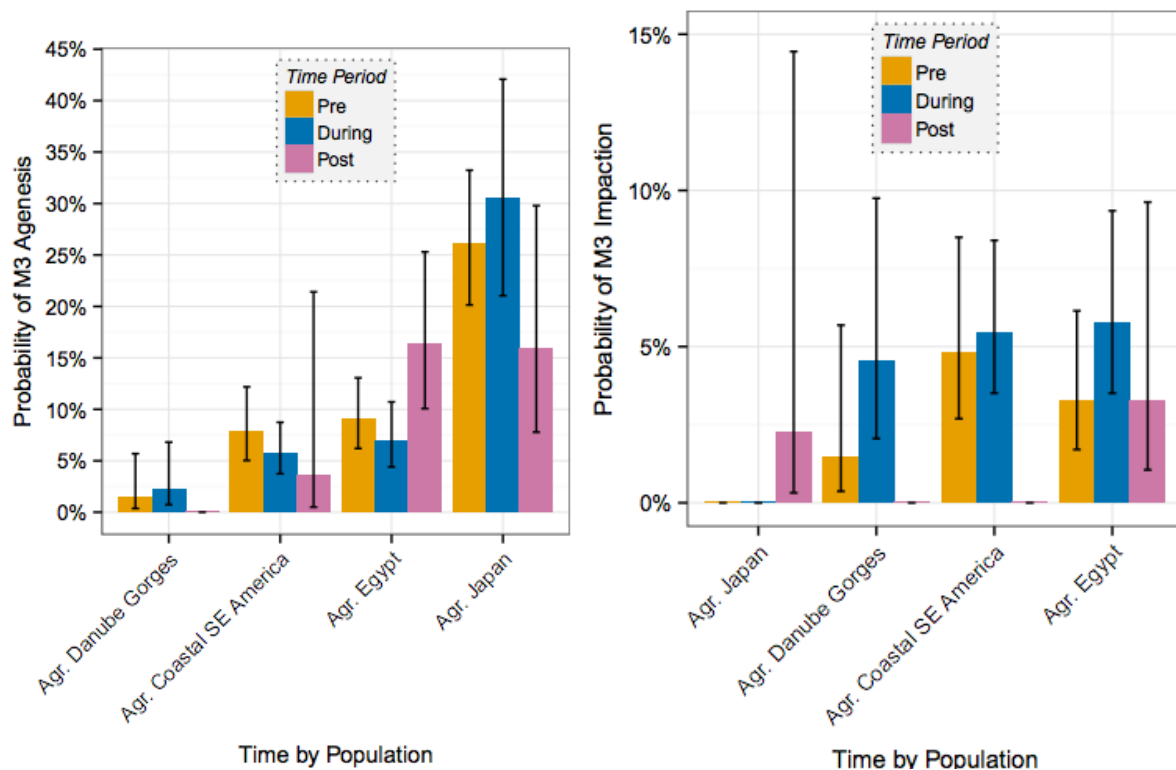 Probability of M3 Agenesis
45%
40%
35%
30%
25%
20%
15%
10%
5%
0%
Time Period
Pre
During
Post
Agr. Danube Gorges
Agr. Coastal SE America
Agr. Egypt
Agr. Japan
Time by Population
Probability of M3 Impaction
15%
10%
5%
0%
Time Period
Pre
During
Post
Agr. Japan
Agr. Danube Gorges
Agr. Coastal SE America
Agr. Egypt
Time by Population